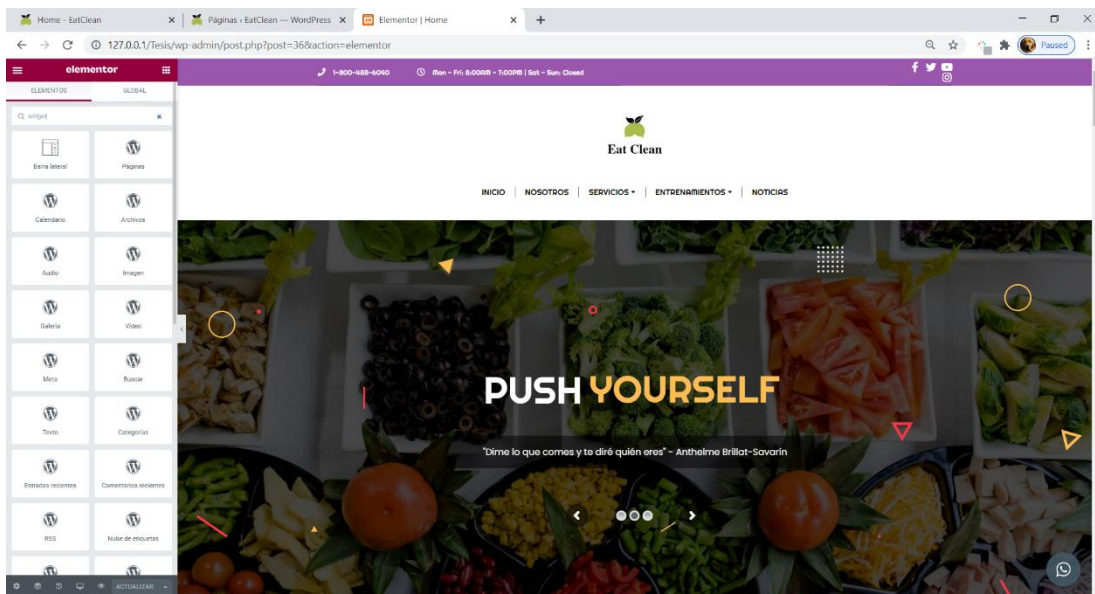 Home - EatClean
Páginas ‹ EatClean — WordPress
Elementor | Home
127.0.0.1/Tesis/wp-admin/post.php?post=36&action=elementor
Paused
elementor
ELEMENTOS
GLOBAL
widget
Barra lateral
Páginas
Calendario
Archivos
Audio
Imagen
Galería
Vídeo
Meta
Buscar
Texto
Categorías
Entradas recientes
Comentarios recientes
RSS
Nube de etiquetas
ACTUALIZAR
1-800-488-6040
Mon - Fri: 8:00AM - 7:00PM | Sat - Sun: Closed
Eat Clean
INICIO
NOSOTROS
SERVICIOS
ENTRENAMIENTOS
NOTICIAS
PUSH YOURSELF
"Dime lo que comes y te diré quién eres" - Anthelme Brillat-Savarín